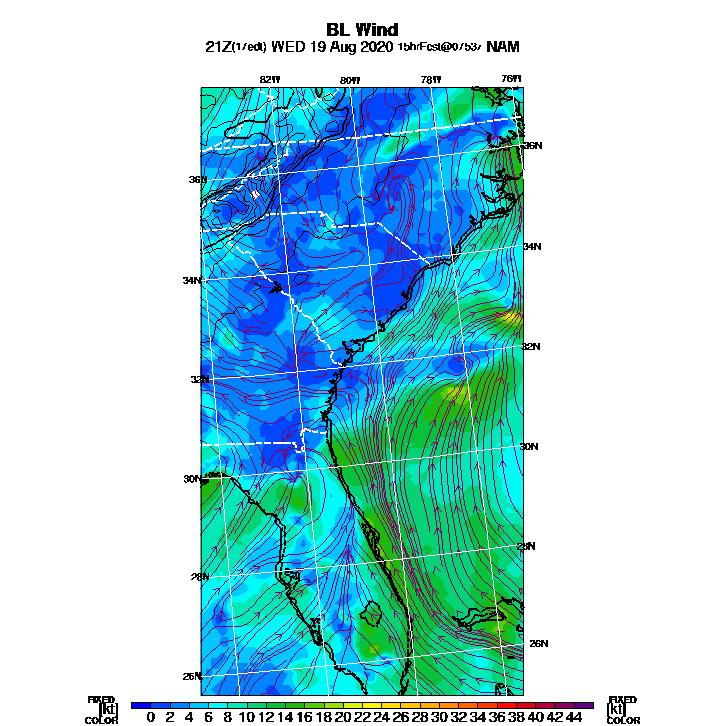 BL Wind
21Z(17edt) WED 19 Aug 2020 15hrFcst@0753z NAM
82W 80W 78W 76W
36N
36N
34N
34N
32N
32N
30N
30N
28N
28N
26N
26N
FIXED FIXED
[kt] 0 2 4 6 8 10 12 14 16 18 20 22 24 26 28 30 32 34 36 38 40 42 44 [kt]
COLOR COLOR